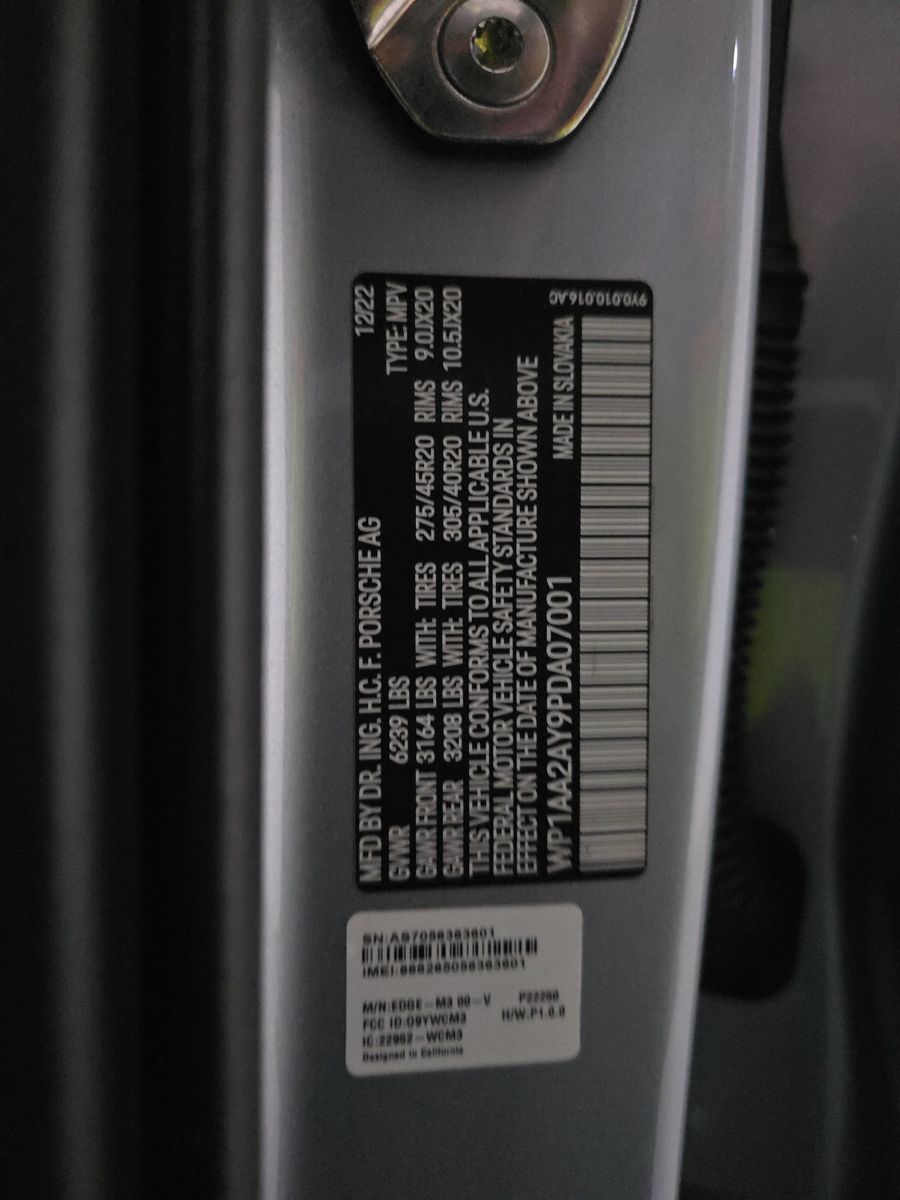 MFD BY DR. ING. H.C. F. PORSCHE AG 12/22
GVWR 6239 LBS TYPE: MPV
GAWR FRONT 3164 LBS WITH: TIRES 275/45R20 RIMS 9.0JX20
GAWR REAR 3208 LBS WITH: TIRES 305/40R20 RIMS 10.5JX20
THIS VEHICLE CONFORMS TO ALL APPLICABLE U.S.
FEDERAL MOTOR VEHICLE SAFETY STANDARDS IN
EFFECT ON THE DATE OF MANUFACTURE SHOWN ABOVE
WP1AA2AY9PDA07001 MADE IN SLOVAKIA
9Y0.010.016.AC
SN:AS7056363601
IMEI:
M/N:EDGE-M3 00-V P22250
FCC ID:O9YWCM3 H/W:P1.0.0
IC:22952-WCM3
Designed in California